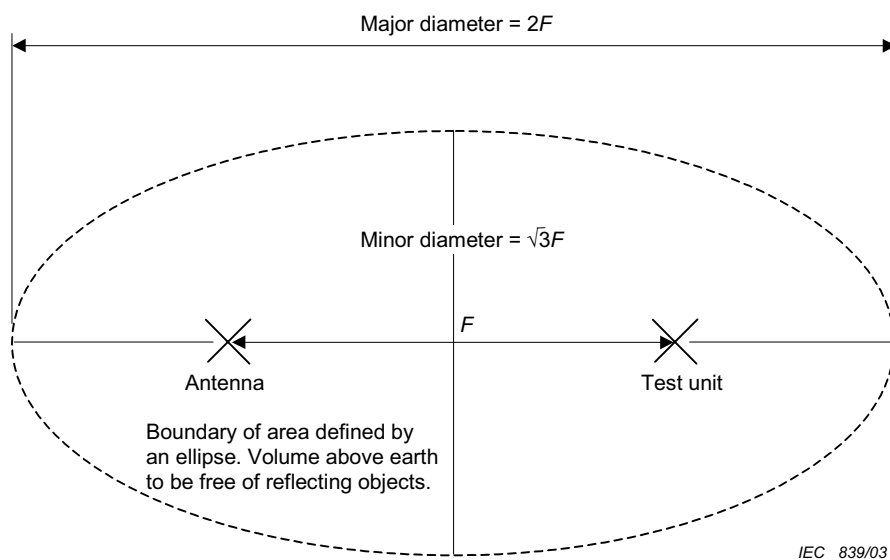 Major diameter = 2F
Minor diameter = √3F
F
Antenna
Test unit
Boundary of area defined by
an ellipse. Volume above earth
to be free of reflecting objects.
IEC 839/03